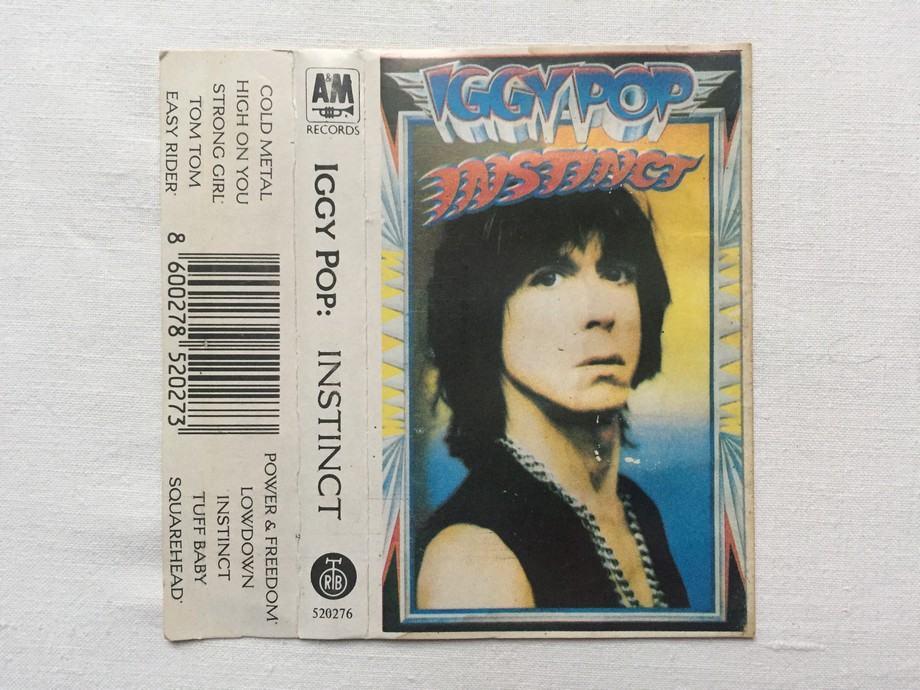 COLD METAL
HIGH ON YOU
STRONG GIRL*
TOM TOM
EASY RIDER*
8 600278 520273
POWER & FREEDOM*
LOWDOWN
INSTINCT
TUFF BABY
SQUAREHEAD*
A&M
RECORDS
IGGY POP: INSTINCT
RTB
520276
IGGY POP
INSTINCT